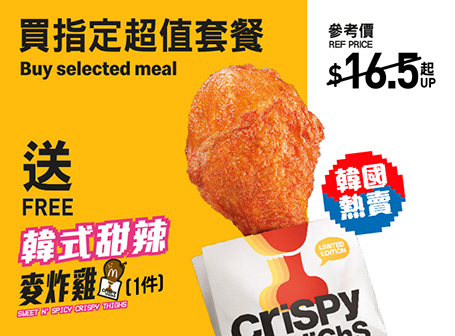 買指定超值套餐
Buy selected meal
參考價
REF PRICE
$16.5起
UP
送
FREE
韓式甜辣
麥炸雞(1件)
SWEET N' SPICY CRISPY THIGHS
韓國
熱賣
LIMITED
EDITION
CRISPY
THIGHS